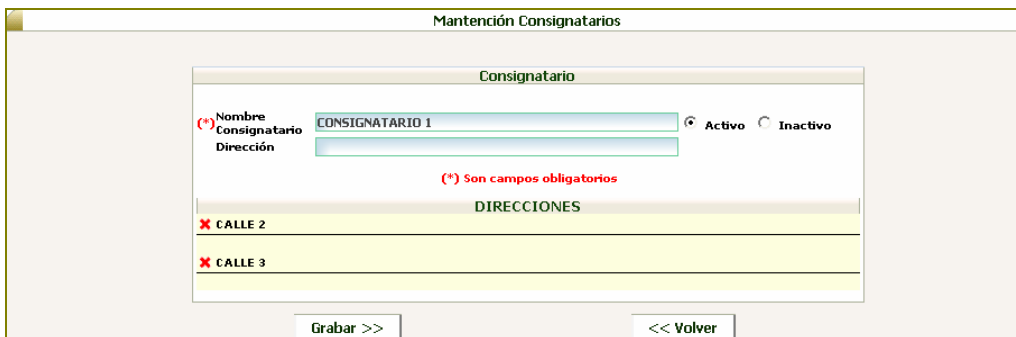 Mantención Consignatarios
Consignatario
(*) Nombre Consignatario CONSIGNATARIO 1 Activo Inactivo
Dirección
(*) Son campos obligatorios
DIRECCIONES
CALLE 2
CALLE 3
Grabar >> << Volver